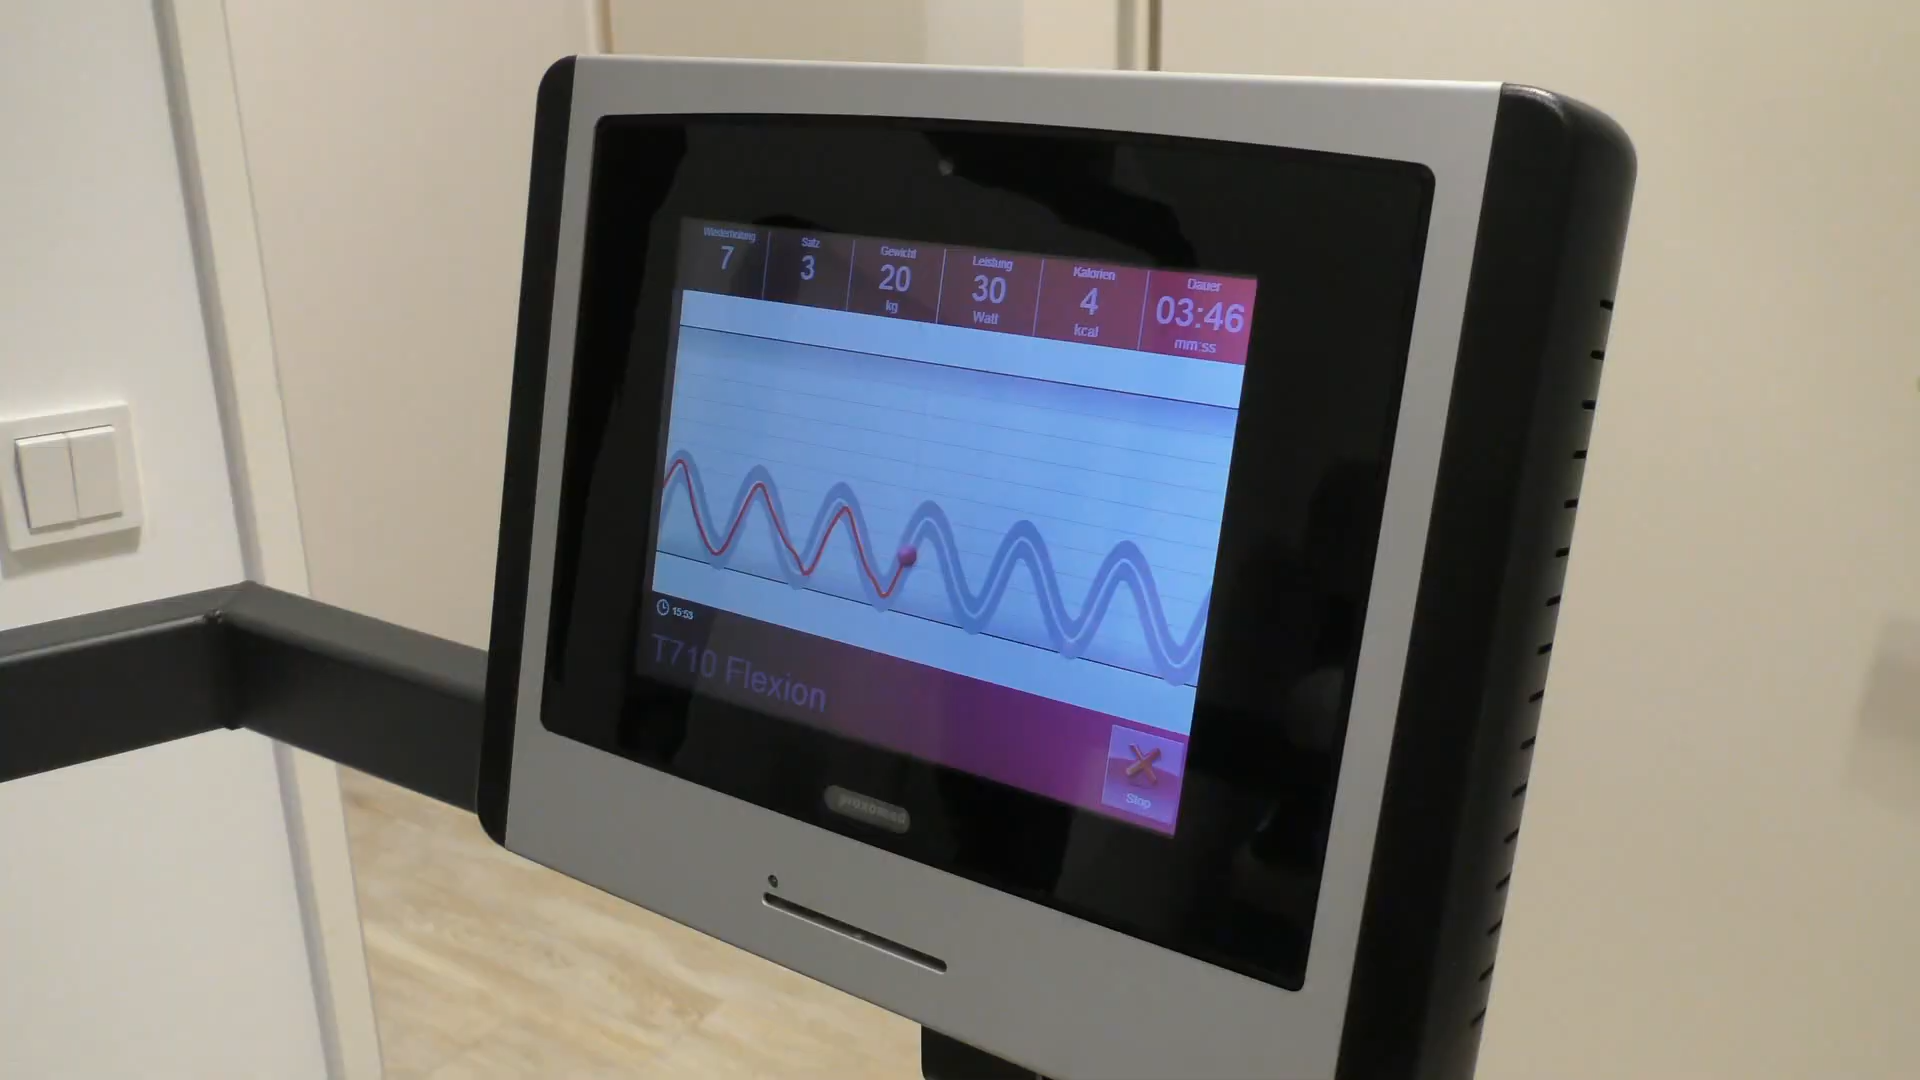 Wiederholung
7
Satz
3
Gewicht
20
kg
Leistung
30
Watt
Kalorien
4
kcal
Dauer
03:46
mm:ss
15:53
T710 Flexion
Stop
proxomed